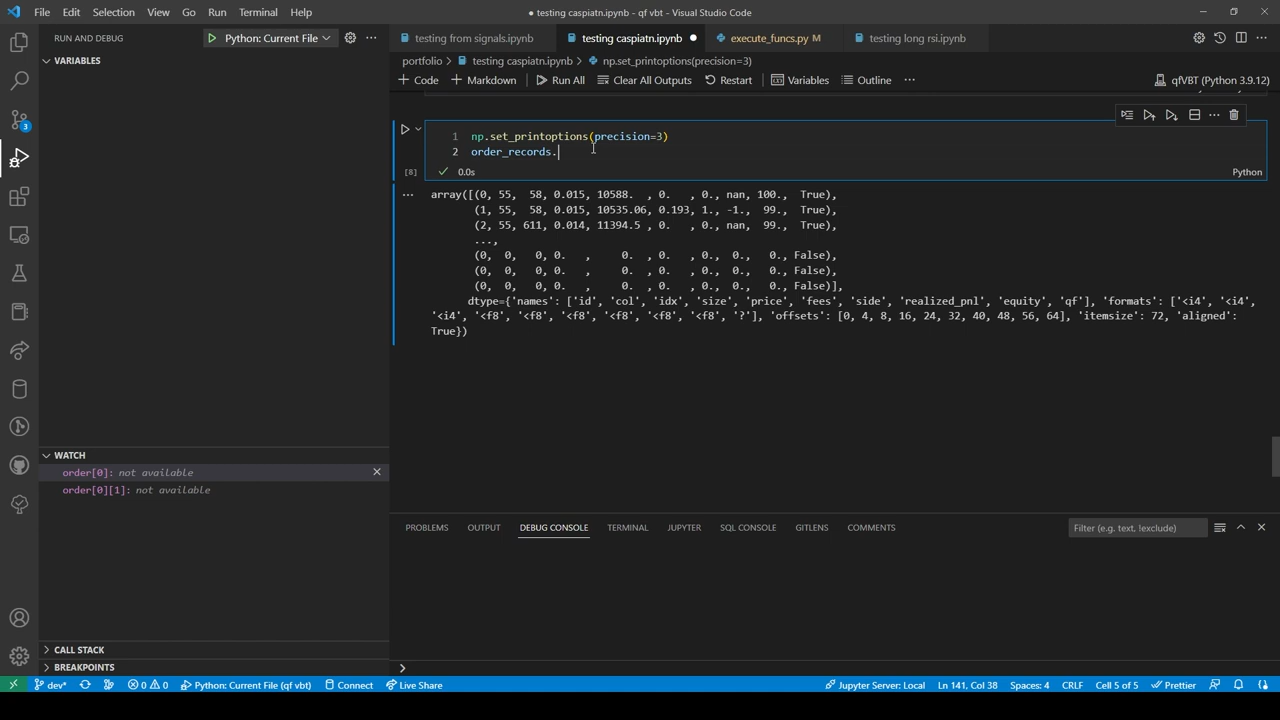 File Edit Selection View Go Run Terminal Help
● testing caspiatn.ipynb - qf vbt - Visual Studio Code
RUN AND DEBUG
Python: Current File
testing from signals.ipynb
testing caspiatn.ipynb
execute_funcs.py M
testing long rsi.ipynb
VARIABLES
portfolio > testing caspiatn.ipynb > np.set_printoptions(precision=3)
+ Code + Markdown Run All Clear All Outputs Restart Variables Outline ...
qfVBT (Python 3.9.12)
1 np.set_printoptions(precision=3)
2 order_records.
[8] 0.0s Python
array([(0, 55,  58, 0.015, 10588.  , 0.   , 0., nan, 100.,  True),
(1, 55,  58, 0.015, 10535.06, 0.193, 1., -1.,  99.,  True),
(2, 55, 611, 0.014, 11394.5 , 0.   , 0., nan,  99.,  True),
...,
(0,  0,   0, 0.   ,     0.  , 0.   , 0.,  0.,   0., False),
(0,  0,   0, 0.   ,     0.  , 0.   , 0.,  0.,   0., False),
(0,  0,   0, 0.   ,     0.  , 0.   , 0.,  0.,   0., False)],
dtype={'names': ['id', 'col', 'idx', 'size', 'price', 'fees', 'side', 'realized_pnl', 'equity', 'qf'], 'formats': ['<i4', '<i4',
'<i4', '<f8', '<f8', '<f8', '<f8', '<f8', '<f8', '?'], 'offsets': [0, 4, 8, 16, 24, 32, 40, 48, 56, 64], 'itemsize': 72, 'aligned':
True})
WATCH
order[0]: not available
order[0][1]: not available
PROBLEMS OUTPUT DEBUG CONSOLE TERMINAL JUPYTER SQL CONSOLE GITLENS COMMENTS
Filter (e.g. text, !exclude)
CALL STACK
BREAKPOINTS
3
dev* 0 0 Python: Current File (qf vbt) Connect Live Share
Jupyter Server: Local Ln 141, Col 38 Spaces: 4 CRLF Cell 5 of 5 Prettier